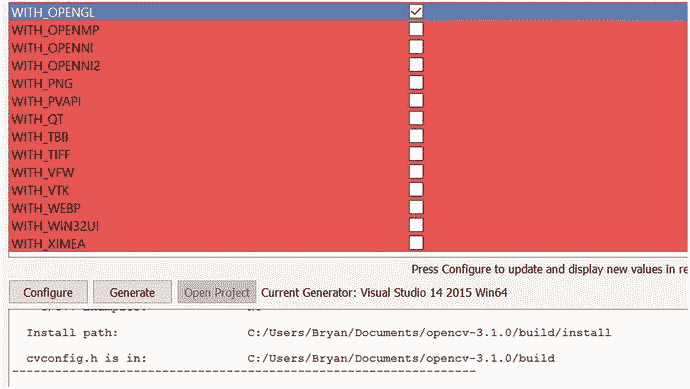 WITH_OPENGL
WITH_OPENMP
WITH_OPENNI
WITH_OPENNI2
WITH_PNG
WITH_PVAPI
WITH_QT
WITH_TBB
WITH_TIFF
WITH_VFW
WITH_VTK
WITH_WEBP
WITH_WIN32UI
WITH_XIMEA
Press Configure to update and display new values in re
Configure Generate Open Project Current Generator: Visual Studio 14 2015 Win64
Install path: C:/Users/Bryan/Documents/opencv-3.1.0/build/install
cvconfig.h is in: C:/Users/Bryan/Documents/opencv-3.1.0/build